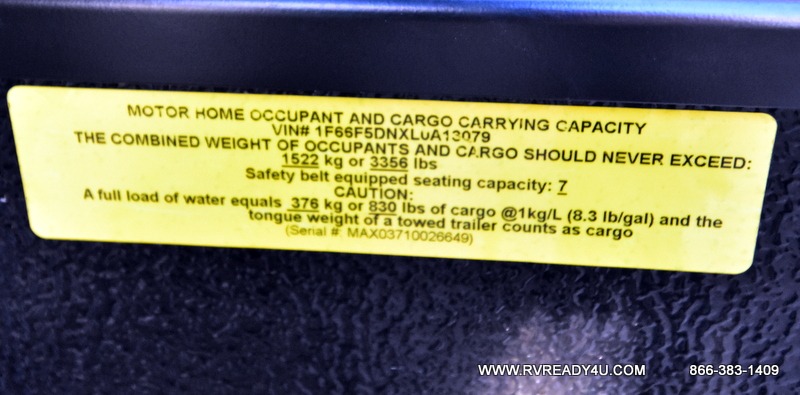 MOTOR HOME OCCUPANT AND CARGO CARRYING CAPACITY
VIN# 1F66F5DNXL0A13079
THE COMBINED WEIGHT OF OCCUPANTS AND CARGO SHOULD NEVER EXCEED:
1522 kg or 3356 lbs
Safety belt equipped seating capacity: 7
CAUTION:
A full load of water equals 376 kg or 830 lbs of cargo @1kg/L (8.3 lb/gal) and the
tongue weight of a towed trailer counts as cargo
(Serial #: MAX03710026649)
WWW.RVREADY4U.COM 866-383-1409